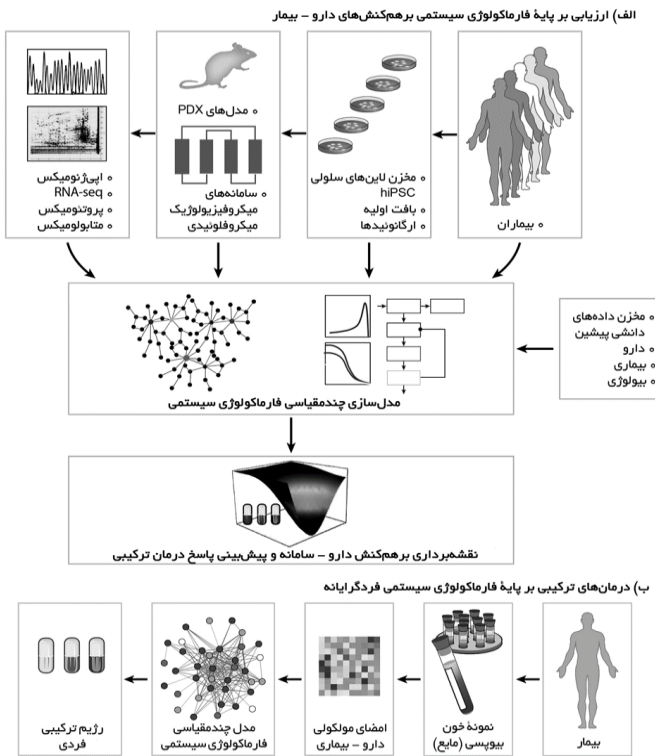 الف) ارزیابی بر پایهٔ فارماکولوژی سیستمی برهم‌کنش‌های دارو – بیمار
بیماران
مخزن لاین‌های سلولی
hiPSC
بافت اولیه
ارگانوئیدها
مدل‌های PDX
سامانه‌های
میکروفیزیولوژیک
میکروفلوئیدی
اپی‌ژنومیکس
RNA-seq
پروتئومیکس
متابولومیکس
مخزن داده‌های
دانشی پیشین
دارو
بیماری
بیولوژی
مدل‌سازی چندمقیاسی فارماکولوژی سیستمی
نقشه‌برداری برهم‌کنش دارو – سامانه و پیش‌بینی پاسخ درمان ترکیبی
ب) درمان‌های ترکیبی بر پایهٔ فارماکولوژی سیستمی فردگرایانه
بیمار
نمونهٔ خون
بیوپسی (مایع)
امضای مولکولی
دارو – بیماری
مدل چندمقیاسی
فارماکولوژی سیستمی
رژیم ترکیبی
فردی